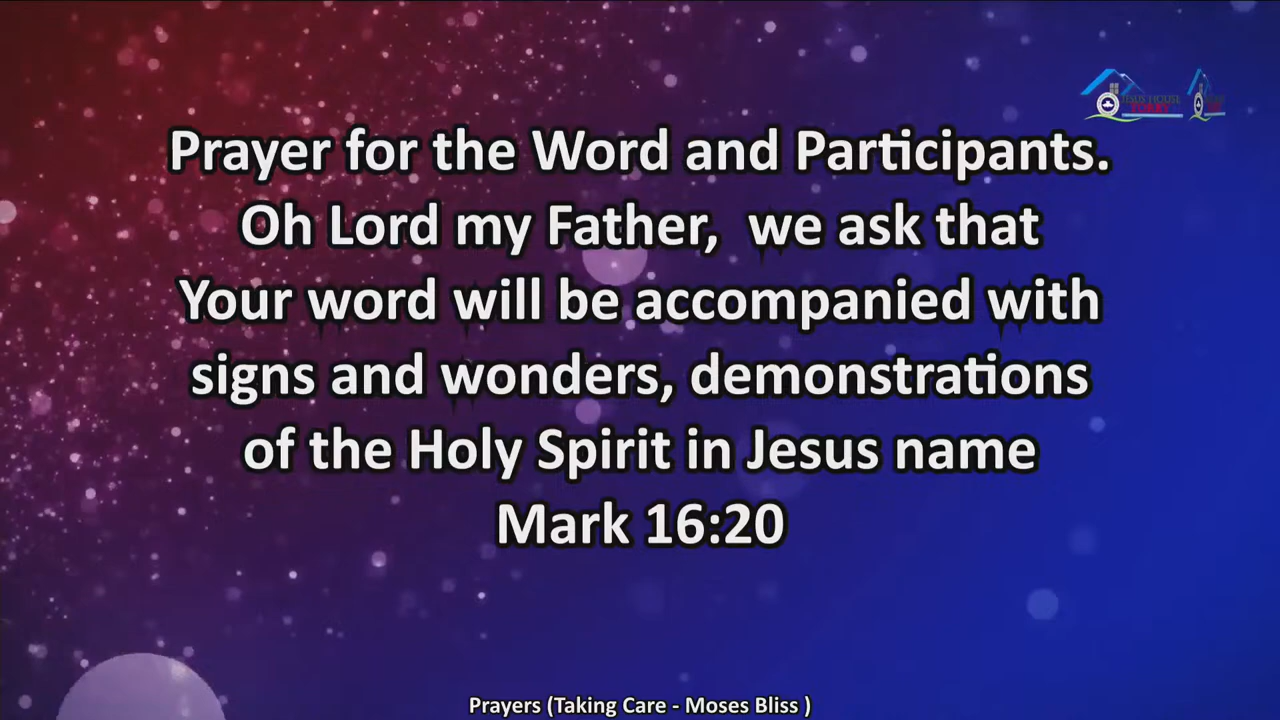 JESUS HOUSE
Prayer for the Word and Participants.
Oh Lord my Father,  we ask that
Your word will be accompanied with
signs and wonders, demonstrations
of the Holy Spirit in Jesus name
Mark 16:20
Prayers (Taking Care - Moses Bliss )